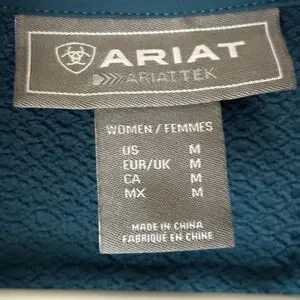 ARIAT
ARIATTEK
WOMEN / FEMMES
US M
EUR/UK M
CA M
MX M
MADE IN CHINA
FABRIQUÉ EN CHINE